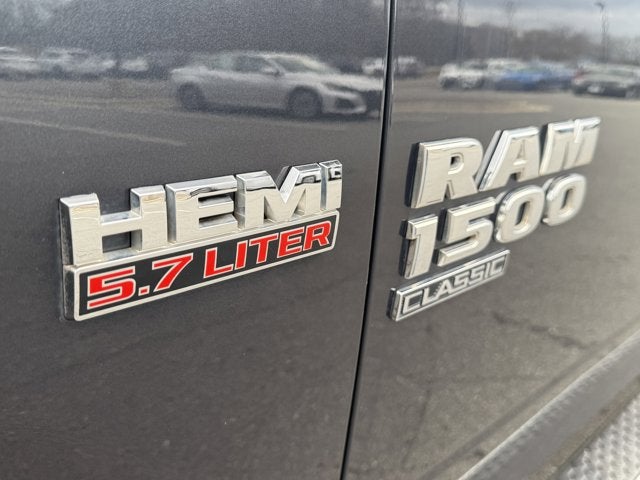 HEMI
5.7 LITER
RAM
1500
CLASSIC